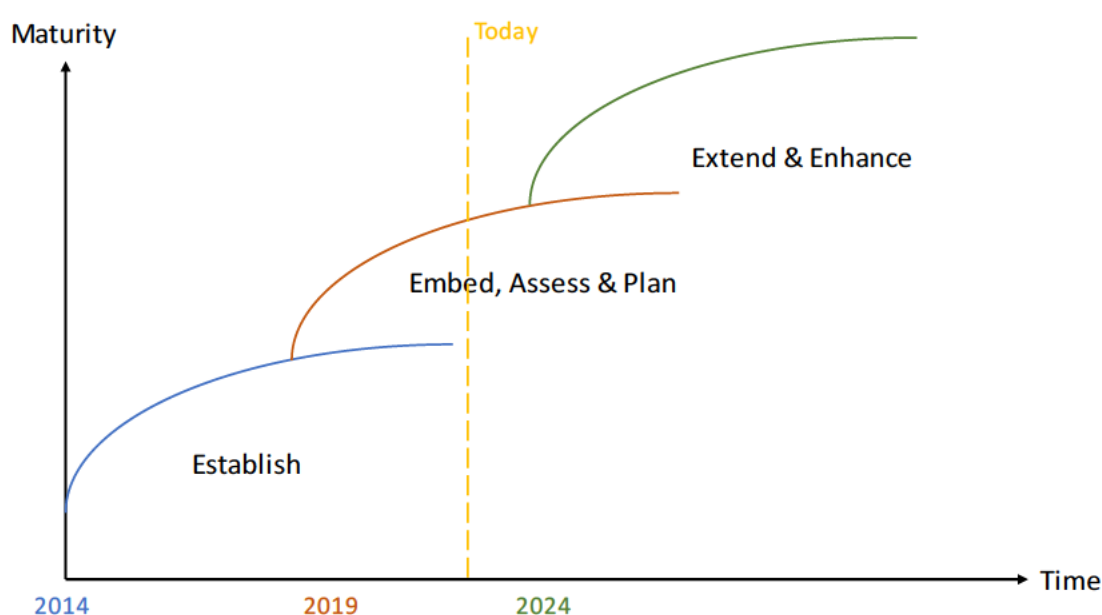 Maturity
Today
Extend & Enhance
Embed, Assess & Plan
Establish
Time
2014
2019
2024